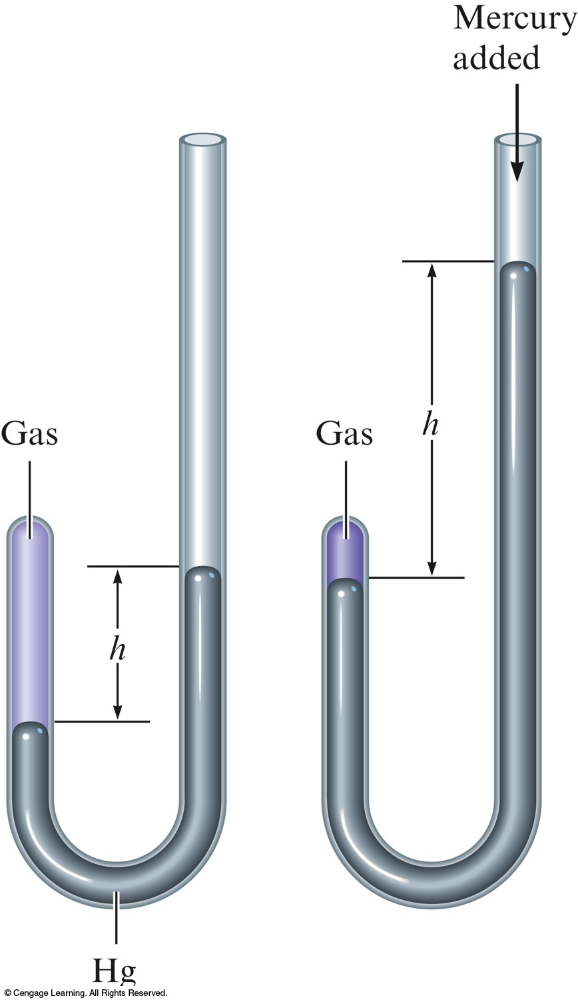 Mercury
added
Gas
Gas
h
h
Hg
© Cengage Learning. All Rights Reserved.